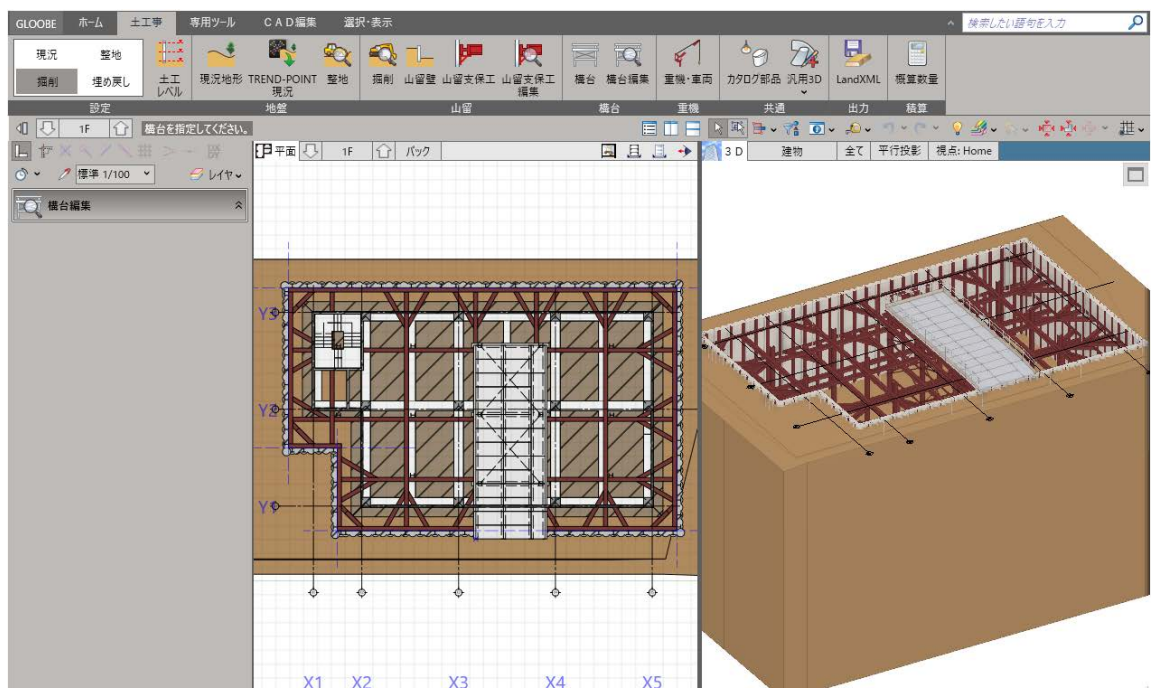 GLOOBE ホーム 土工事 専用ツール CAD編集 選択・表示 検索したい語句を入力
現況 整地
掘削 埋め戻し
土工レベル
現況地形 TREND-POINT現況 整地
掘削 山留壁 山留支保工 山留支保工編集
構台 構台編集
重機・車両
カタログ部品 汎用3D
LandXML
概算数量
設定 地盤 山留 構台 重機 共通 出力 積算
1F 構台を指定してください。
平面 1F バック
3D 建物 全て 平行投影 視点: Home
標準 1/100 レイヤ
構台編集
Y3
Y2
Y1
X1 X2 X3 X4 X5